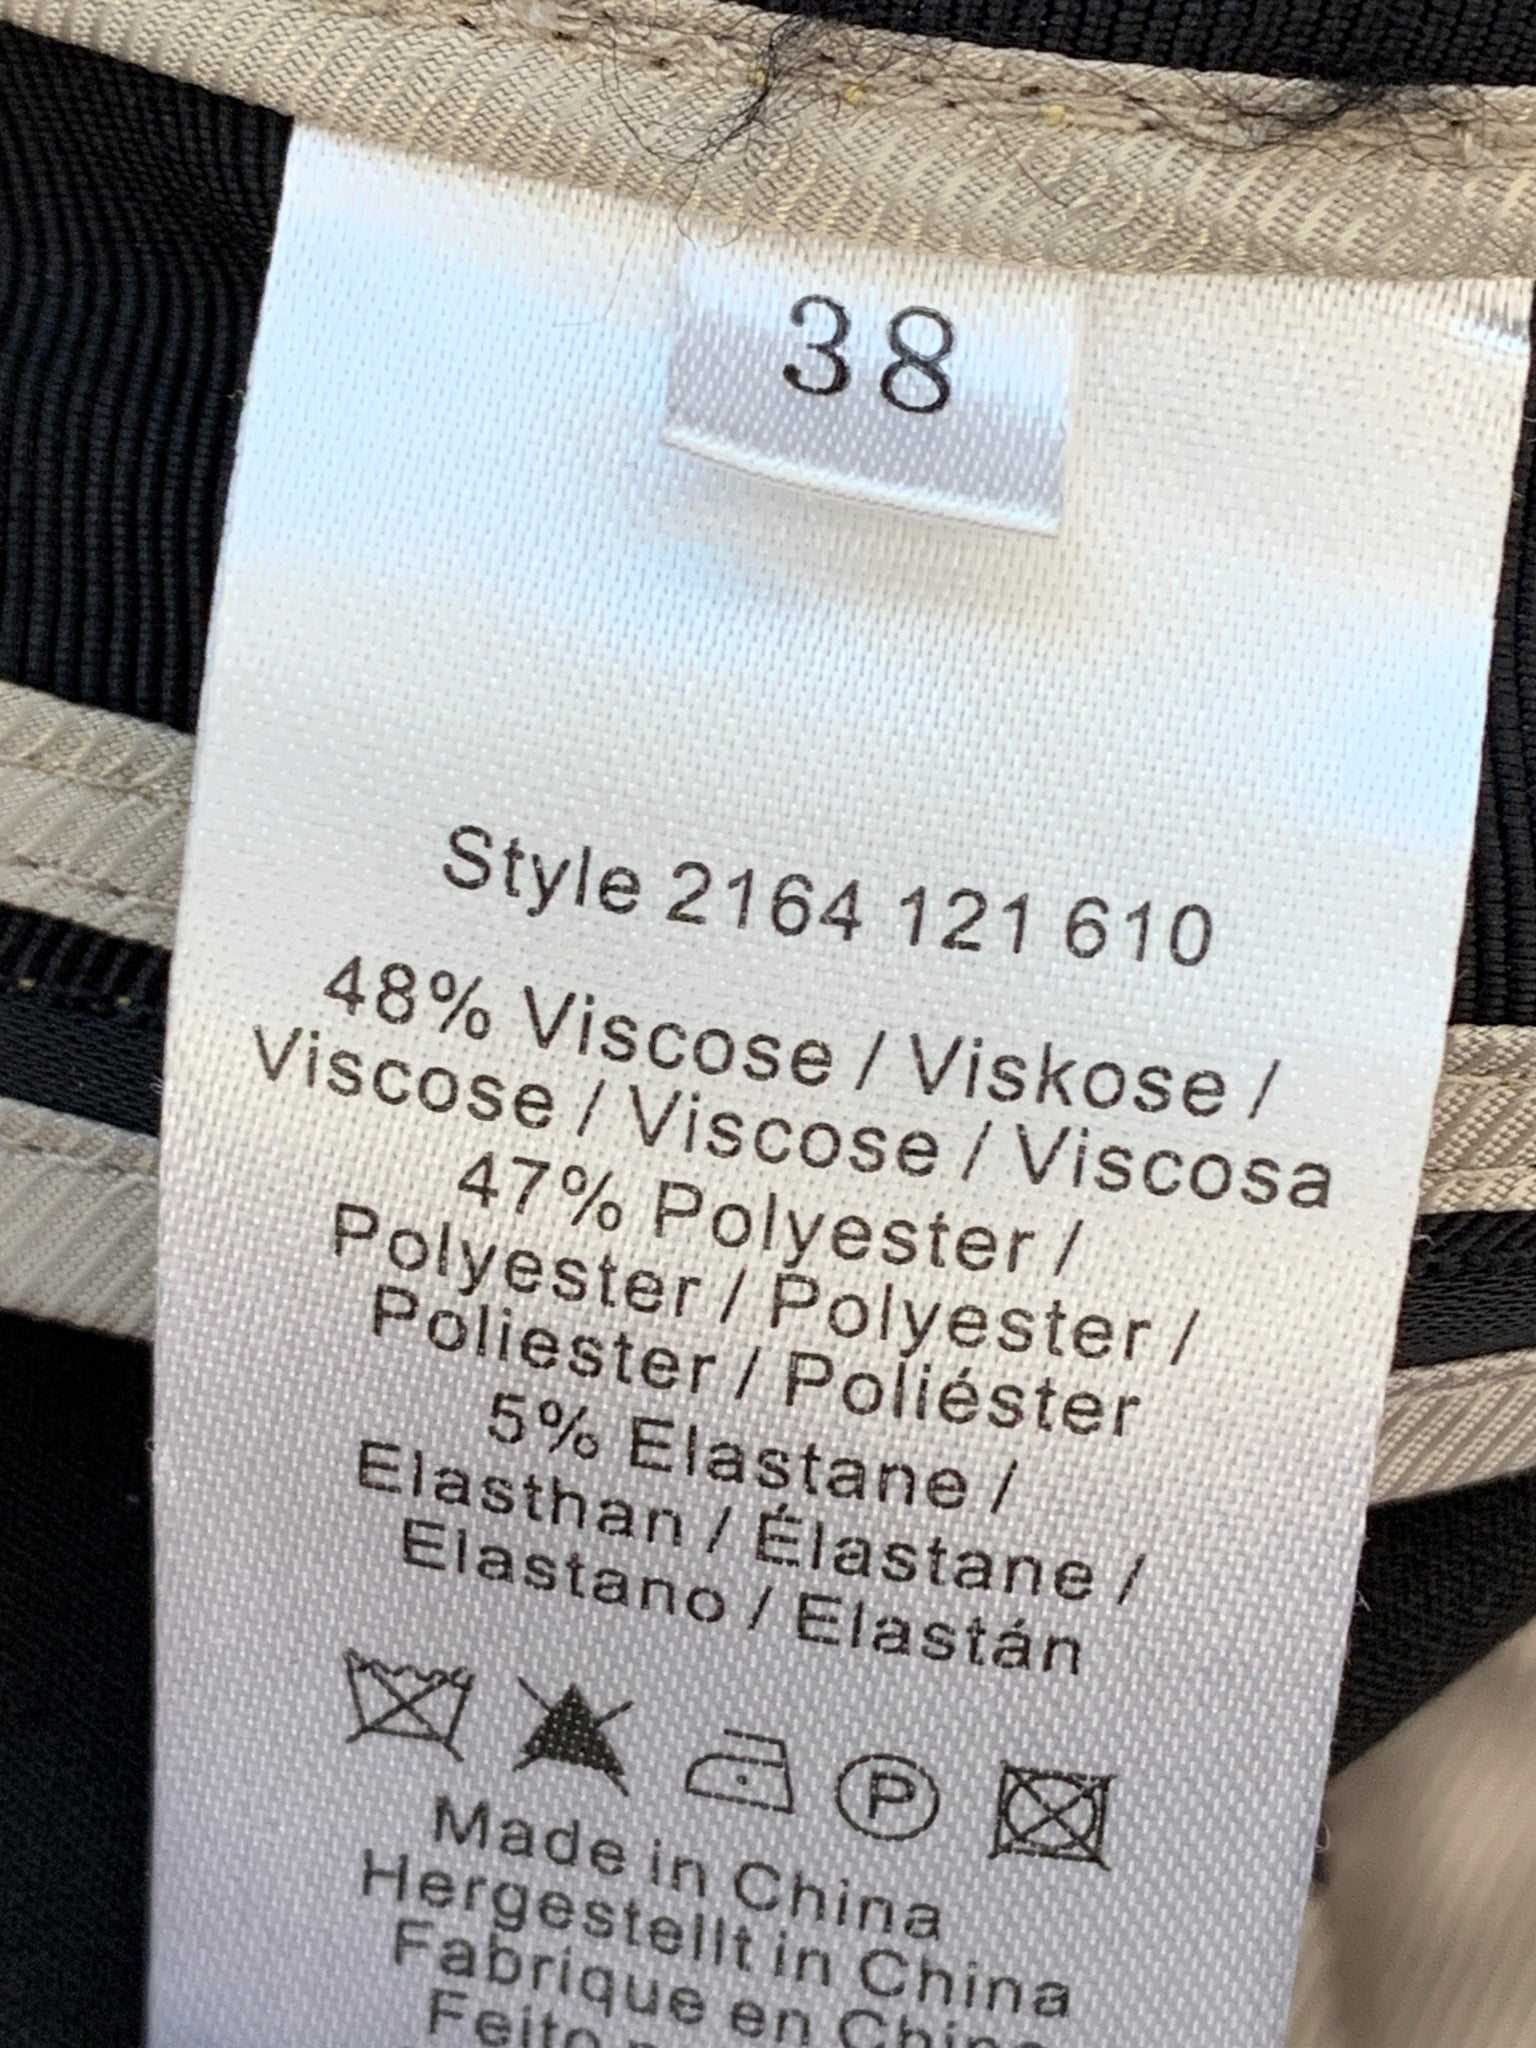 38
Style 2164 121 610
48% Viscose / Viskose /
Viscose / Viscose / Viscosa
47% Polyester /
Polyester / Polyester /
Poliester / Poliéster
5% Elastane /
Elasthan / Élastane /
Elastano / Elastán
P
Made in China
Hergestellt in China
Fabrique en Chine
Feito